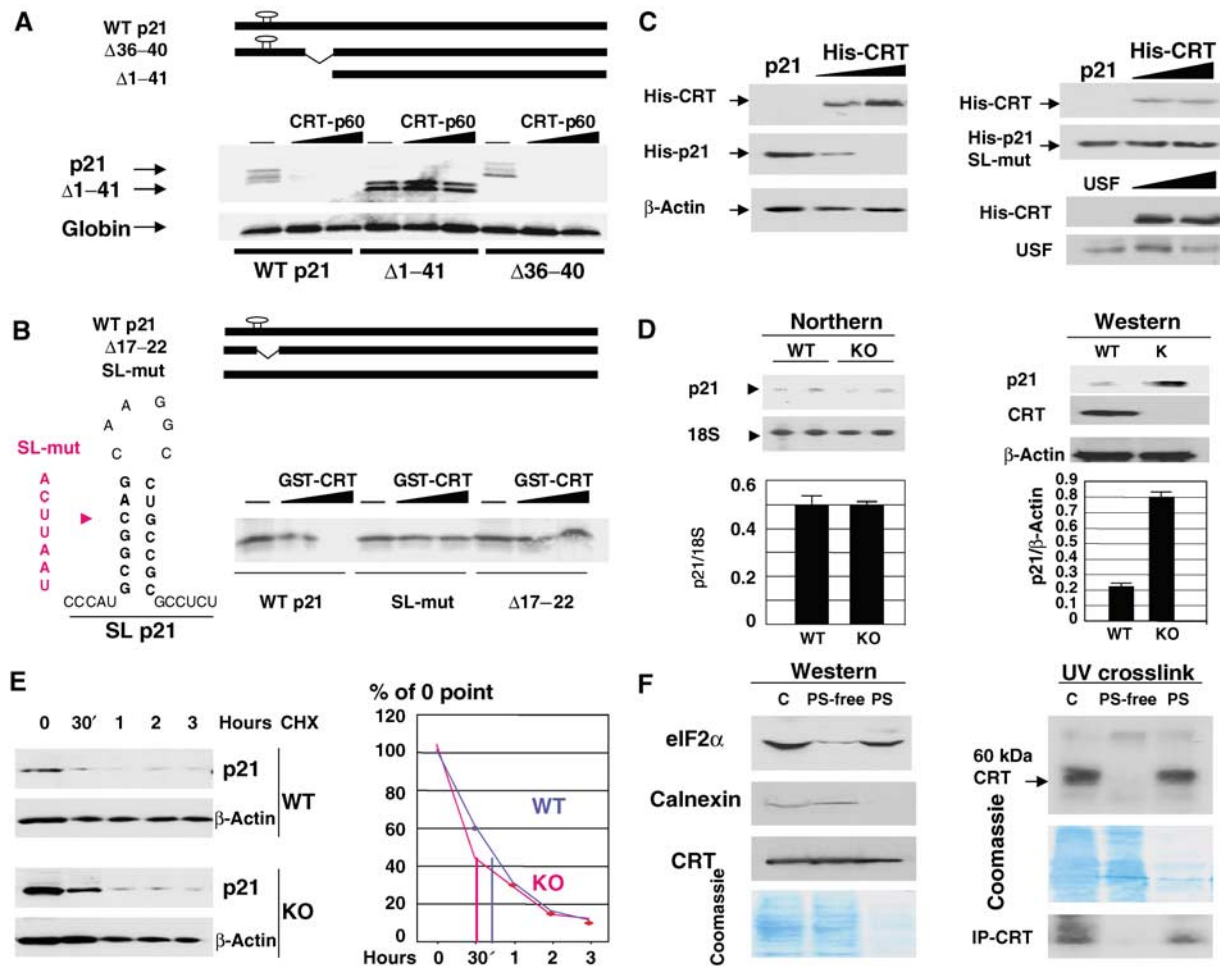 A
WT p21
Δ36–40
Δ1–41
CRT-p60 CRT-p60 CRT-p60
p21
Δ1–41
Globin
WT p21 Δ1–41 Δ36–40
B
WT p21
Δ17–22
SL-mut
SL-mut
A C U U A A U
A A G A G C C
G A C G G C G
C U G C C G C
CCCAU GCCUCU
SL p21
GST-CRT GST-CRT GST-CRT
WT p21 SL-mut Δ17–22
C
p21 His-CRT
His-CRT
His-p21
β-Actin
p21 His-CRT
His-CRT
His-p21
SL-mut
USF
His-CRT
USF
D
Northern
WT KO
p21
18S
p21/18S
0.6
0.4
0.2
0
WT KO
Western
WT K
p21
CRT
β-Actin
p21/β-Actin
0.9
0.8
0.7
0.6
0.5
0.4
0.3
0.2
0.1
0
WT KO
E
0 30′ 1 2 3 Hours CHX
p21
β-Actin
WT
p21
β-Actin
KO
% of 0 point
120
100
80
60
40
20
0
WT
KO
Hours 0 30′ 1 2 3
F
Western
C PS-free PS
eIF2α
Calnexin
CRT
Coomassie
UV crosslink
C PS-free PS
60 kDa
CRT
Coomassie
IP-CRT